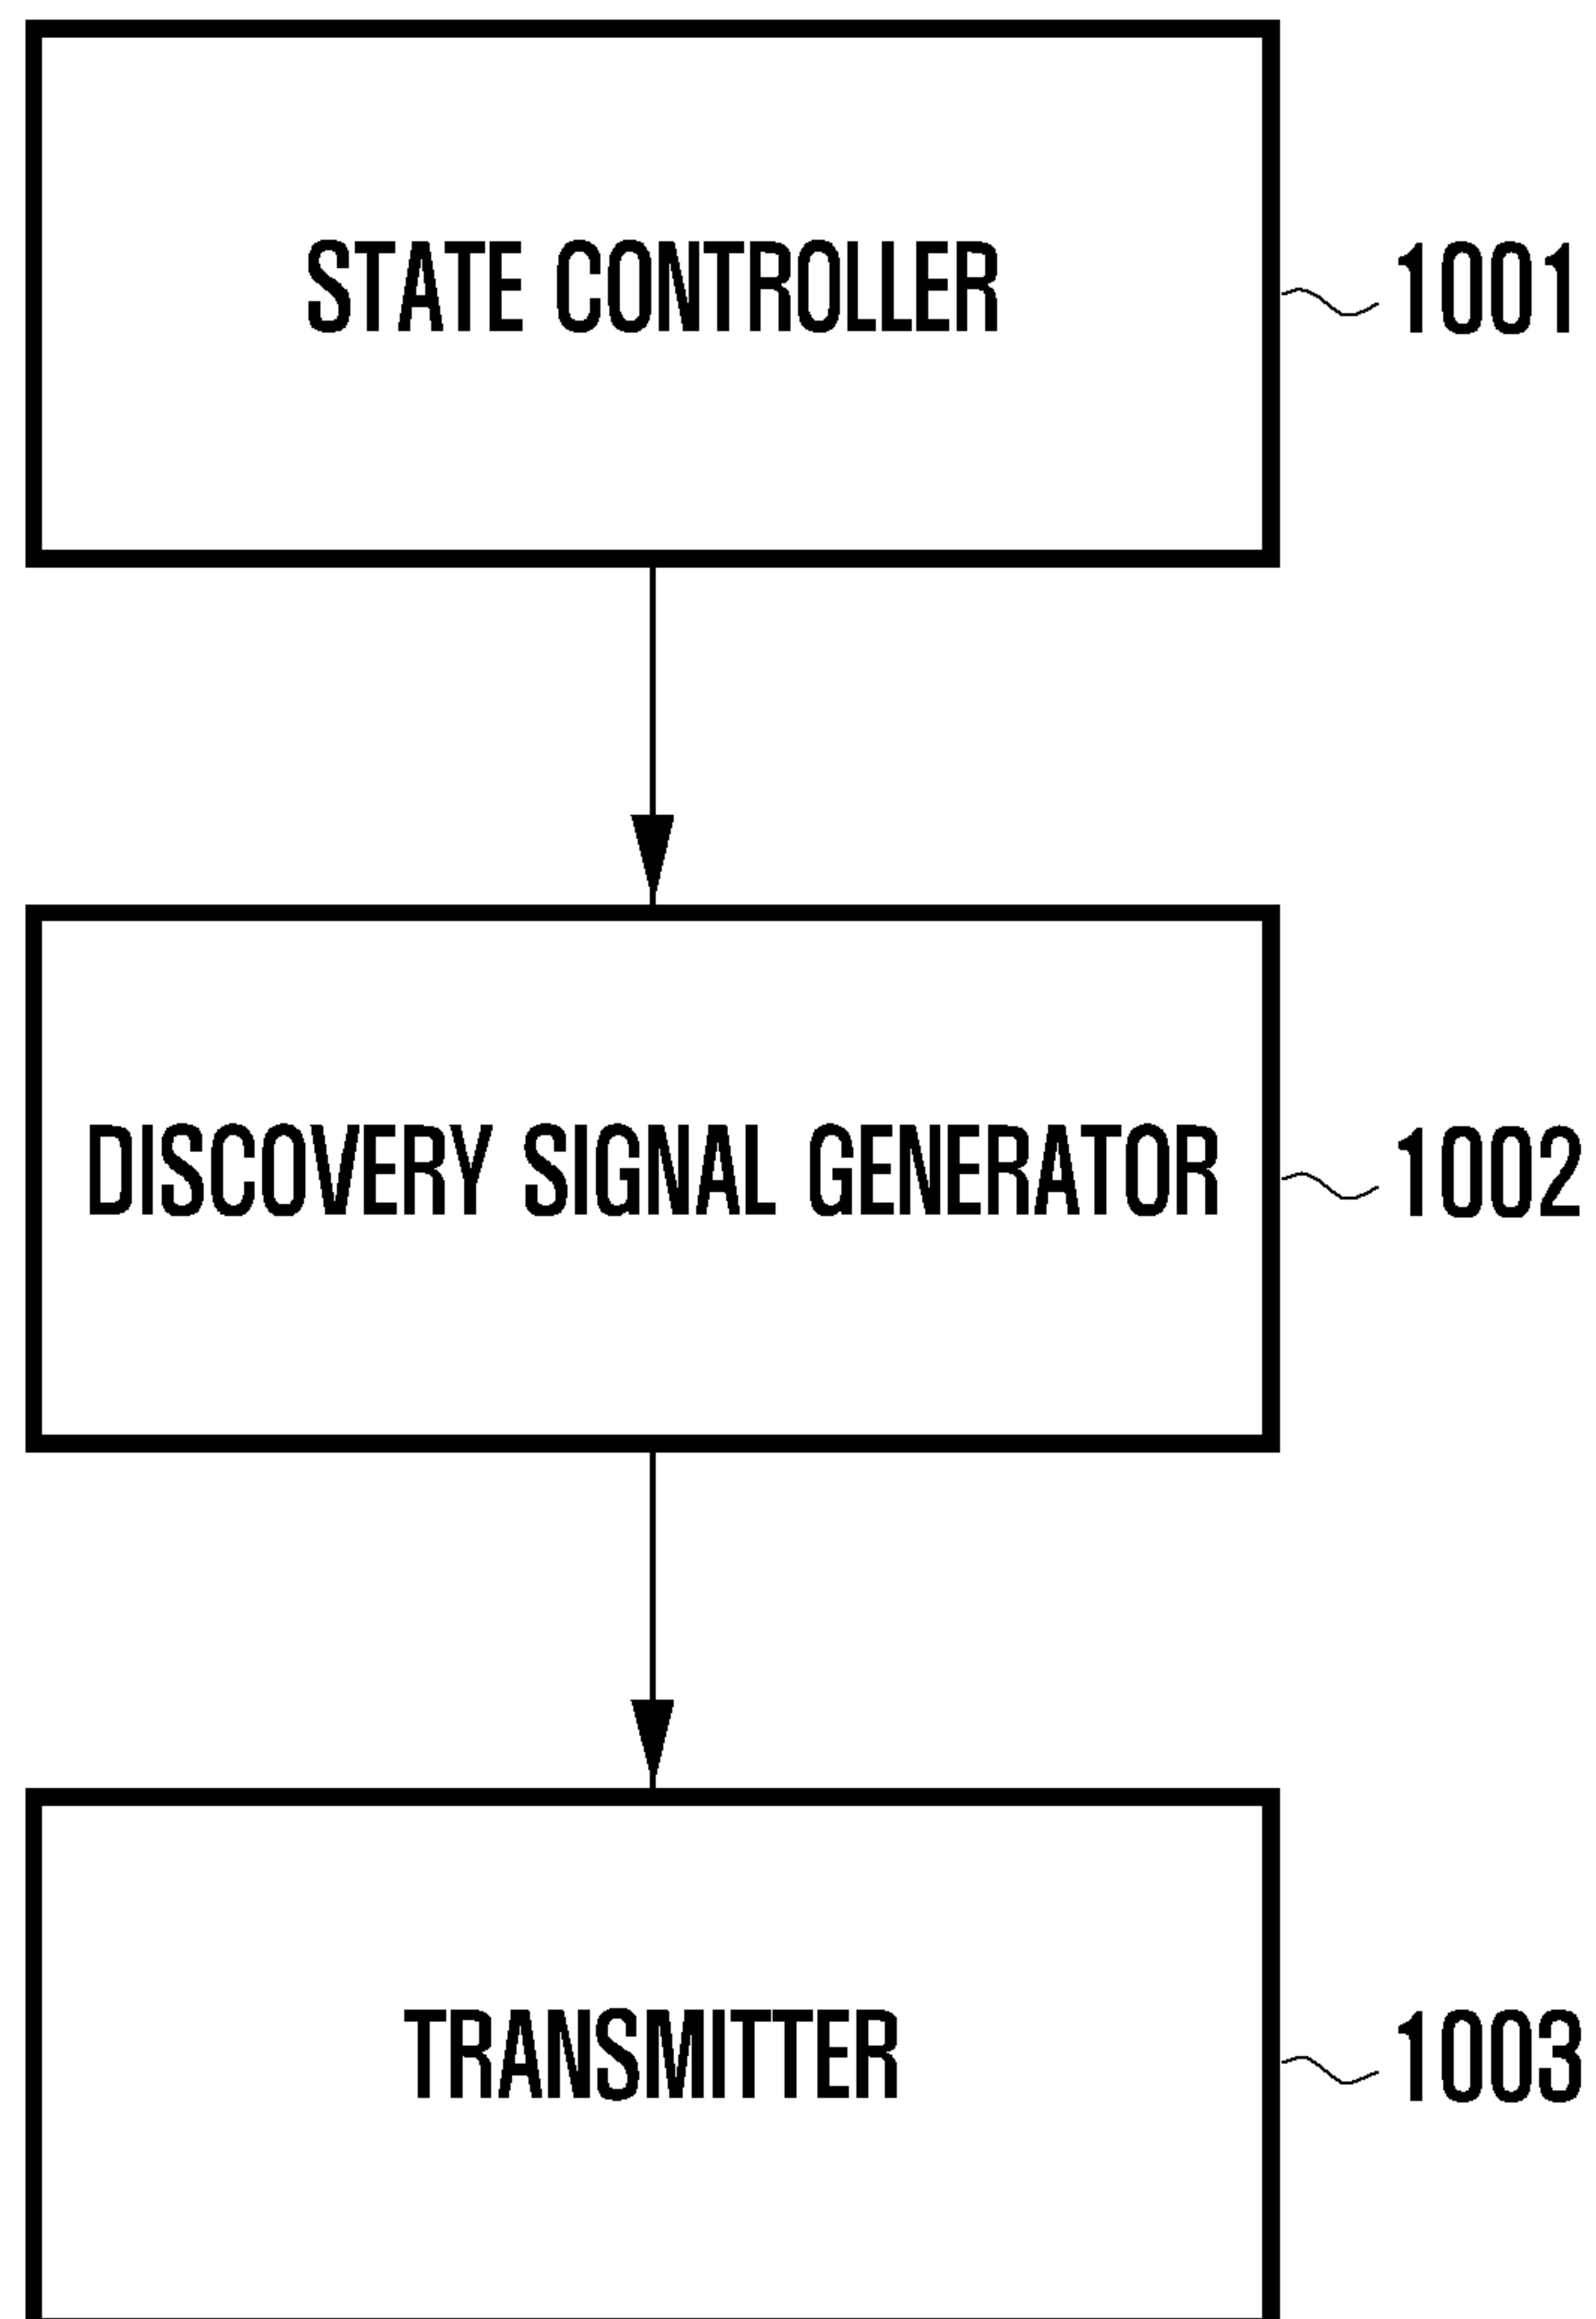 STATE CONTROLLER
1001
DISCOVERY SIGNAL GENERATOR
1002
TRANSMITTER
1003